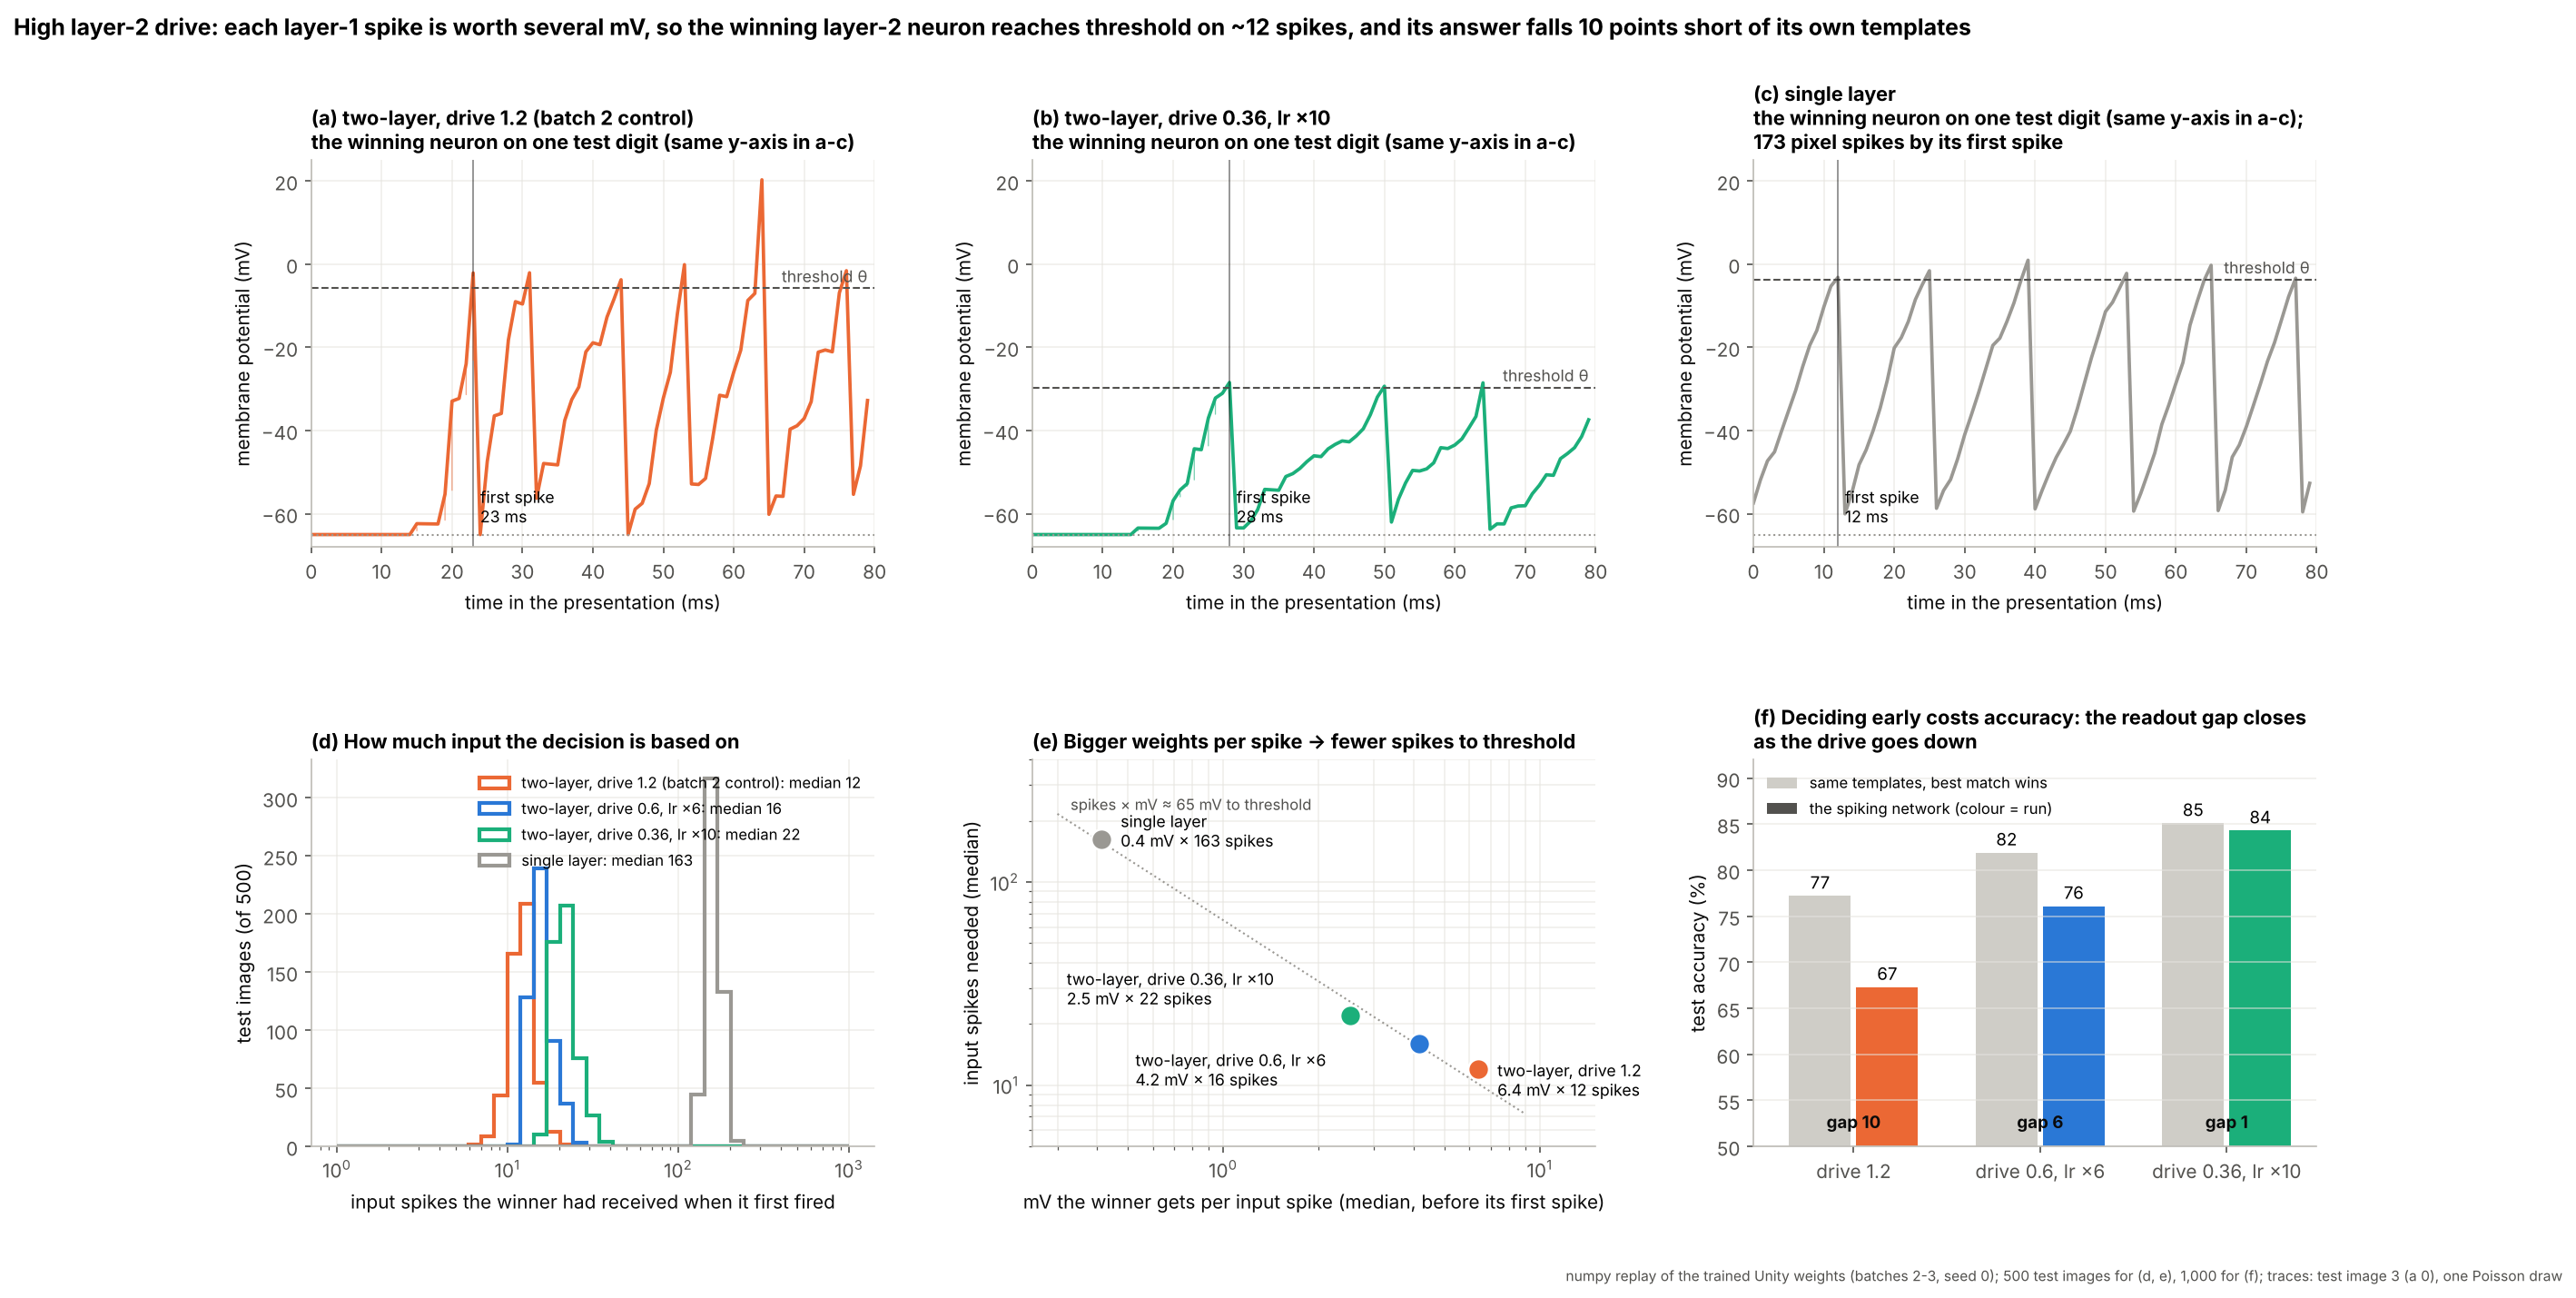 High layer-2 drive: each layer-1 spike is worth several mV, so the winning layer-2 neuron reaches threshold on ~12 spikes, and its answer falls 10 points short of its own templates
(a) two-layer, drive 1.2 (batch 2 control)
the winning neuron on one test digit (same y-axis in a-c)
membrane potential (mV)
20
0
−20
−40
−60
threshold θ
first spike
23 ms
0 10 20 30 40 50 60 70 80
time in the presentation (ms)
(b) two-layer, drive 0.36, lr ×10
the winning neuron on one test digit (same y-axis in a-c)
membrane potential (mV)
20
0
−20
−40
−60
threshold θ
first spike
28 ms
0 10 20 30 40 50 60 70 80
time in the presentation (ms)
(c) single layer
the winning neuron on one test digit (same y-axis in a-c);
173 pixel spikes by its first spike
membrane potential (mV)
20
0
−20
−40
−60
threshold θ
first spike
12 ms
0 10 20 30 40 50 60 70 80
time in the presentation (ms)
(d) How much input the decision is based on
test images (of 500)
300
250
200
150
100
50
0
two-layer, drive 1.2 (batch 2 control): median 12
two-layer, drive 0.6, lr ×6: median 16
two-layer, drive 0.36, lr ×10: median 22
single layer: median 163
10⁰ 10¹ 10² 10³
input spikes the winner had received when it first fired
(e) Bigger weights per spike → fewer spikes to threshold
input spikes needed (median)
10²
10¹
spikes × mV ≈ 65 mV to threshold
single layer
0.4 mV × 163 spikes
two-layer, drive 0.36, lr ×10
2.5 mV × 22 spikes
two-layer, drive 0.6, lr ×6
4.2 mV × 16 spikes
two-layer, drive 1.2
6.4 mV × 12 spikes
10⁰ 10¹
mV the winner gets per input spike (median, before its first spike)
(f) Deciding early costs accuracy: the readout gap closes
as the drive goes down
test accuracy (%)
90
85
80
75
70
65
60
55
50
same templates, best match wins
the spiking network (colour = run)
77
67
82
76
85
84
gap 10
gap 6
gap 1
drive 1.2
drive 0.6, lr ×6
drive 0.36, lr ×10
numpy replay of the trained Unity weights (batches 2-3, seed 0); 500 test images for (d, e), 1,000 for (f); traces: test image 3 (a 0), one Poisson draw